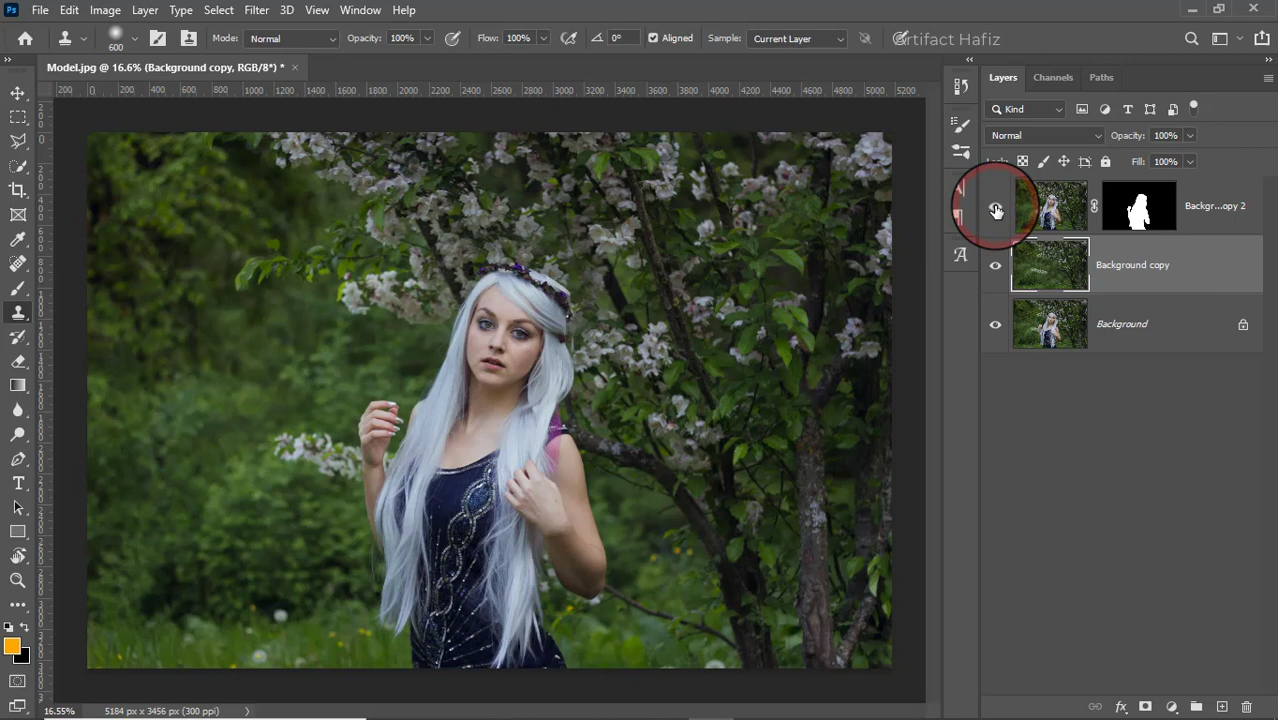 Ps File Edit Image Layer Type Select Filter 3D View Window Help
600 Mode: Normal Opacity: 100% Flow: 100% 0° Aligned Sample: Current Layer Artifact Hafiz
Model.jpg @ 16.6% (Background copy, RGB/8*) * ×
200 0 200 400 600 800 1000 1200 1400 1600 1800 2000 2200 2400 2600 2800 3000 3200 3400 3600 3800 4000 4200 4400 4600 4800 5000 5200
Layers Channels Paths
Kind
Normal Opacity: 100%
Fill: 100%
Backgr...opy 2
Background copy
Background
16.55% 5184 px x 3456 px (300 ppi)